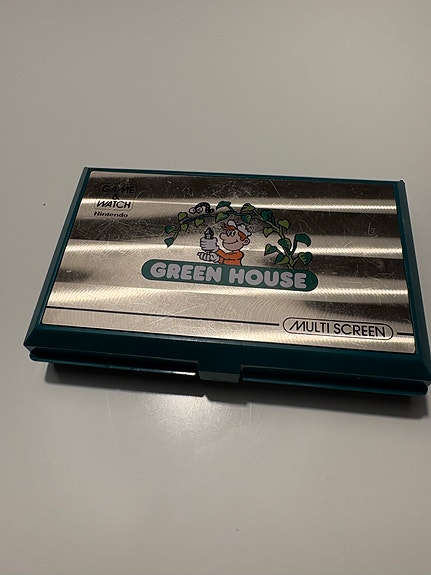 GAME
&
WATCH
Nintendo
GREEN HOUSE
MULTI SCREEN